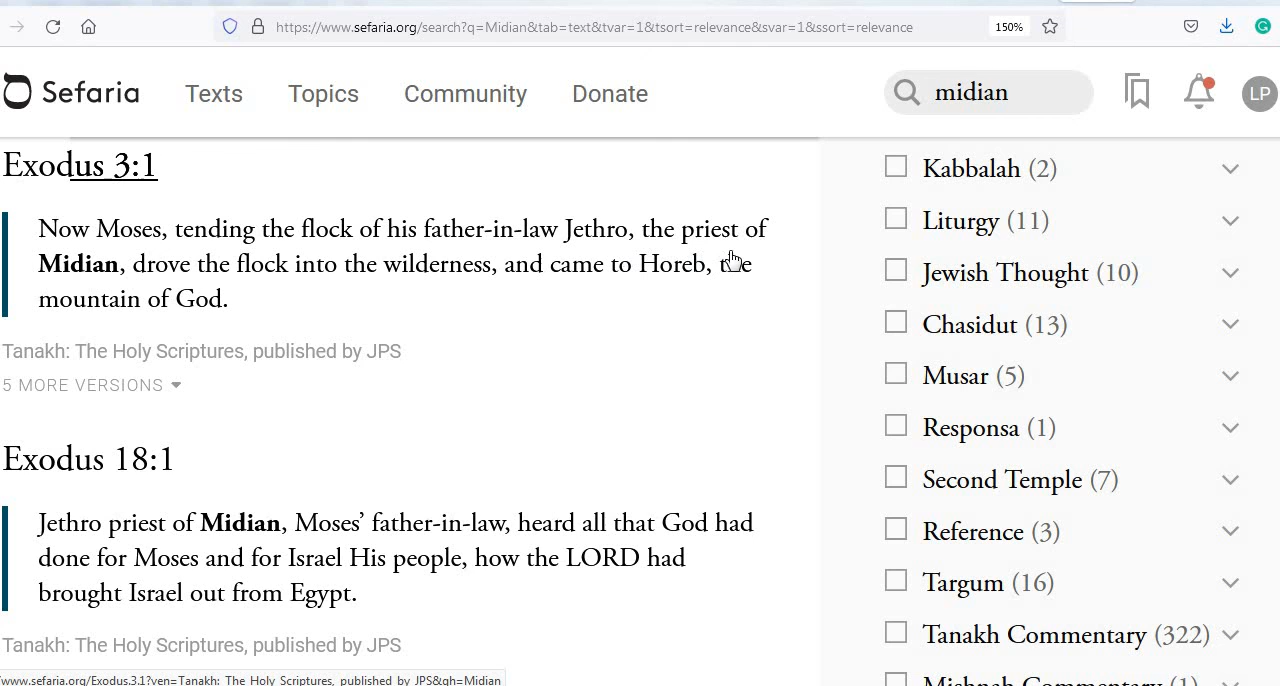 https://www.sefaria.org/search?q=Midian&tab=text&tvar=1&tsort=relevance&svar=1&ssort=relevance
150%
Sefaria
Texts
Topics
Community
Donate
midian
LP
Exodus 3:1
Now Moses, tending the flock of his father-in-law Jethro, the priest of
Midian, drove the flock into the wilderness, and came to Horeb, the
mountain of God.
Tanakh: The Holy Scriptures, published by JPS
5 MORE VERSIONS
Exodus 18:1
Jethro priest of Midian, Moses’ father-in-law, heard all that God had
done for Moses and for Israel His people, how the LORD had
brought Israel out from Egypt.
Tanakh: The Holy Scriptures, published by JPS
/www.sefaria.org/Exodus.3.1?ven=Tanakh:_The_Holy_Scriptures,_published_by_JPS&qh=Midian
Kabbalah (2)
Liturgy (11)
Jewish Thought (10)
Chasidut (13)
Musar (5)
Responsa (1)
Second Temple (7)
Reference (3)
Targum (16)
Tanakh Commentary (322)
Mishnah Commentary (1)